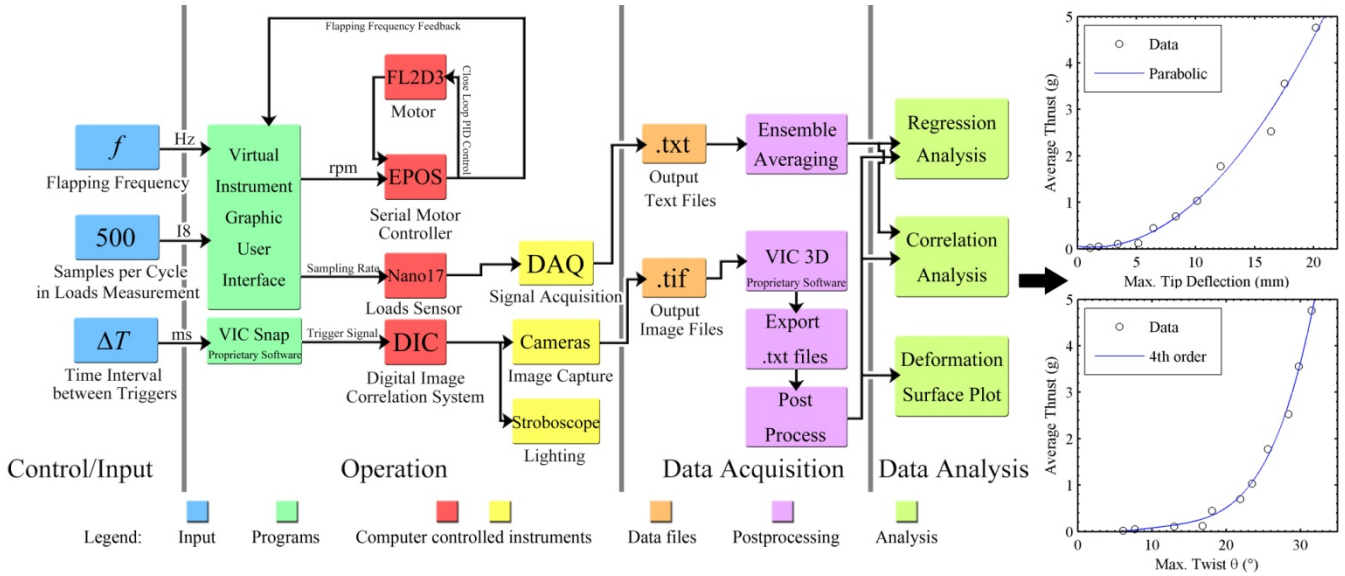 Flapping Frequency Feedback
f
Hz
Flapping Frequency
500
I8
Samples per Cycle
in Loads Measurement
ΔT
ms
Time Interval
between Triggers
Virtual
Instrument
Graphic
User
Interface
VIC Snap
Proprietary Software
rpm
FL2D3
Motor
Close Loop PID Control
EPOS
Serial Motor
Controller
Sampling Rate
Nano17
Loads Sensor
Trigger Signal
DIC
Digital Image
Correlation System
DAQ
Signal Acquisition
Cameras
Image Capture
Stroboscope
Lighting
.txt
Output
Text Files
.tif
Output
Image Files
Ensemble
Averaging
VIC 3D
Proprietary Software
Export
.txt files
Post
Process
Regression
Analysis
Correlation
Analysis
Deformation
Surface Plot
Control/Input
Operation
Data Acquisition
Data Analysis
Legend:
Input
Programs
Computer controlled instruments
Data files
Postprocessing
Analysis
5
4
3
2
1
0
Average Thrust (g)
Data
Parabolic
0 5 10 15 20
Max. Tip Deflection (mm)
5
4
3
2
1
0
Average Thrust (g)
Data
4th order
0 10 20 30
Max. Twist θ (°)